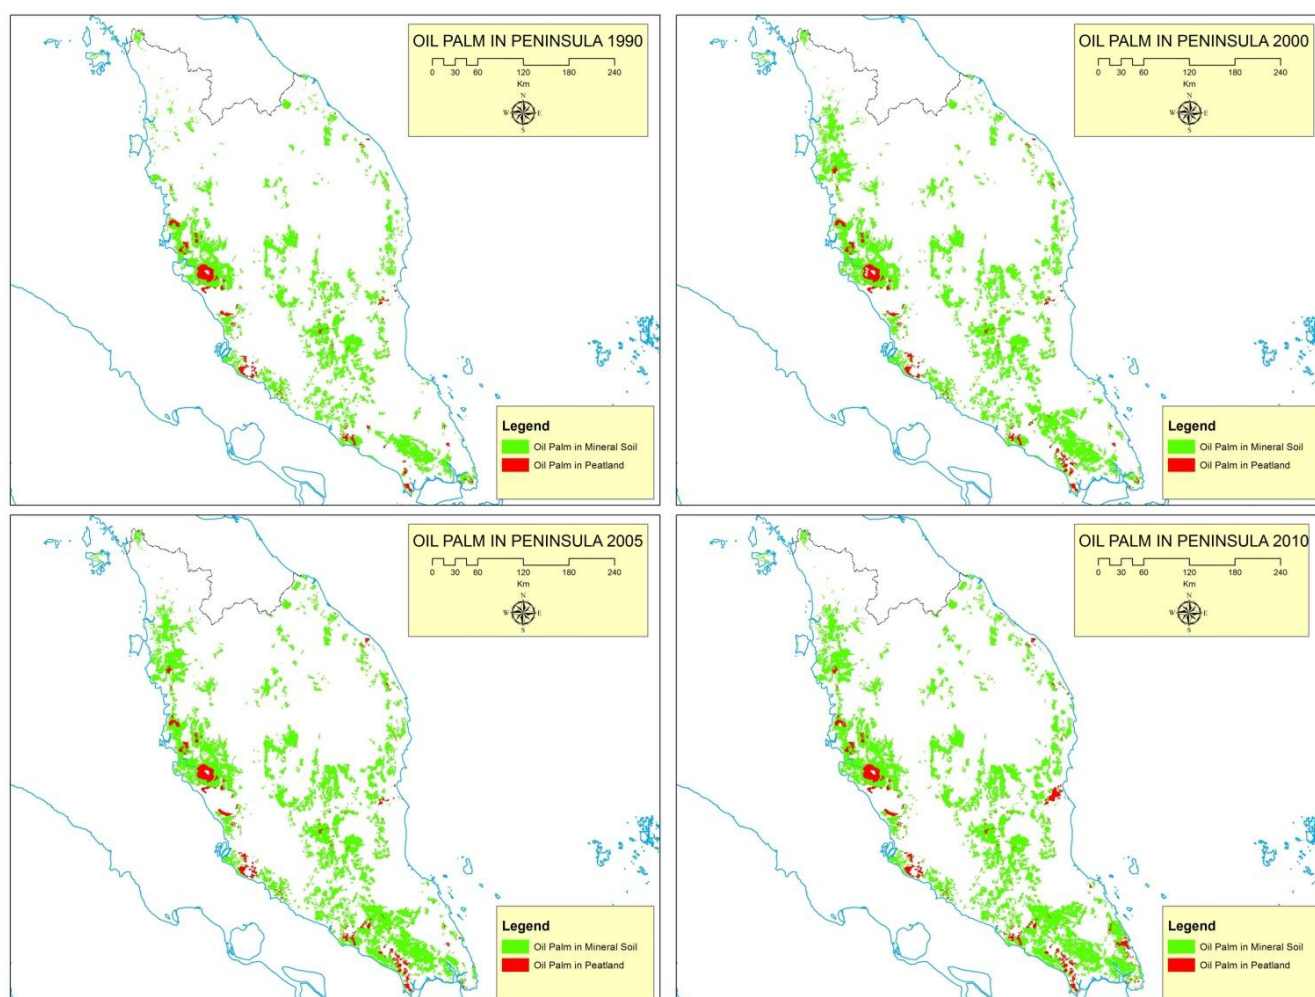 OIL PALM IN PENINSULA 1990
0 30 60 120 180 240
Km
N
W E
S
Legend
Oil Palm in Mineral Soil
Oil Palm in Peatland
OIL PALM IN PENINSULA 2000
0 30 60 120 180 240
Km
N
W E
S
Legend
Oil Palm in Mineral Soil
Oil Palm in Peatland
OIL PALM IN PENINSULA 2005
0 30 60 120 180 240
Km
N
W E
S
Legend
Oil Palm in Mineral Soil
Oil Palm in Peatland
OIL PALM IN PENINSULA 2010
0 30 60 120 180 240
Km
N
W E
S
Legend
Oil Palm in Mineral Soil
Oil Palm in Peatland